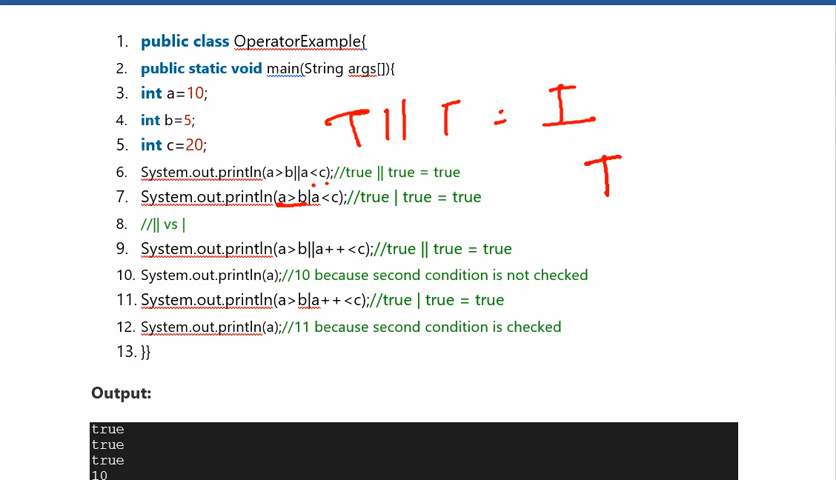 1. public class OperatorExample{
2. public static void main(String args[]){
3. int a=10;
4. int b=5;
5. int c=20;
T || T = T
T
6. System.out.println(a>b||a<c);//true || true = true
7. System.out.println(a>b|a<c);//true | true = true
8. //|| vs |
9. System.out.println(a>b||a++<c);//true || true = true
10. System.out.println(a);//10 because second condition is not checked
11. System.out.println(a>b|a++<c);//true | true = true
12. System.out.println(a);//11 because second condition is checked
13. }}
Output:
true
true
true
10